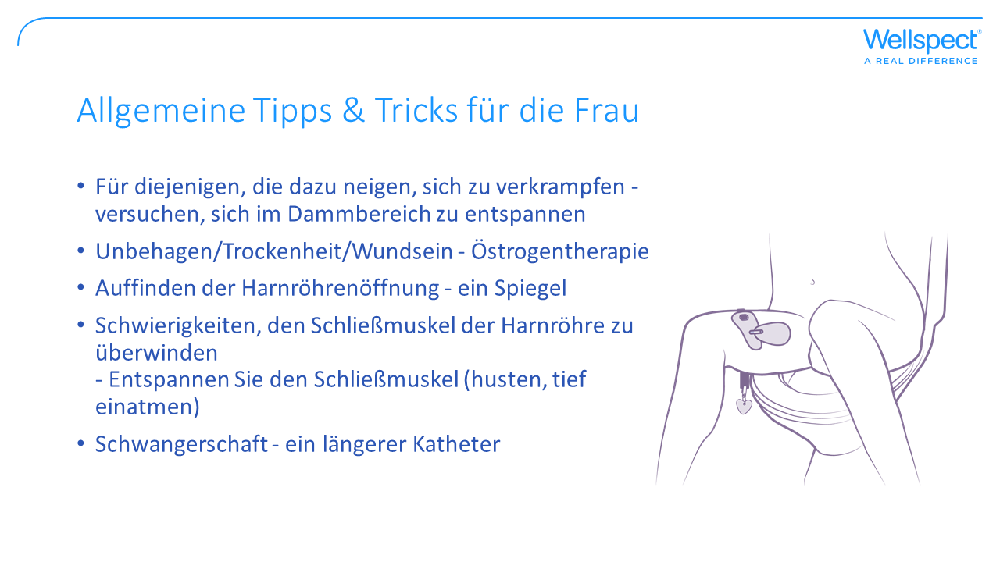 Wellspect®
A REAL DIFFERENCE
Allgemeine Tipps & Tricks für die Frau
• Für diejenigen, die dazu neigen, sich zu verkrampfen -
versuchen, sich im Dammbereich zu entspannen
• Unbehagen/Trockenheit/Wundsein - Östrogentherapie
• Auffinden der Harnröhrenöffnung - ein Spiegel
• Schwierigkeiten, den Schließmuskel der Harnröhre zu
überwinden
- Entspannen Sie den Schließmuskel (husten, tief
einatmen)
• Schwangerschaft - ein längerer Katheter